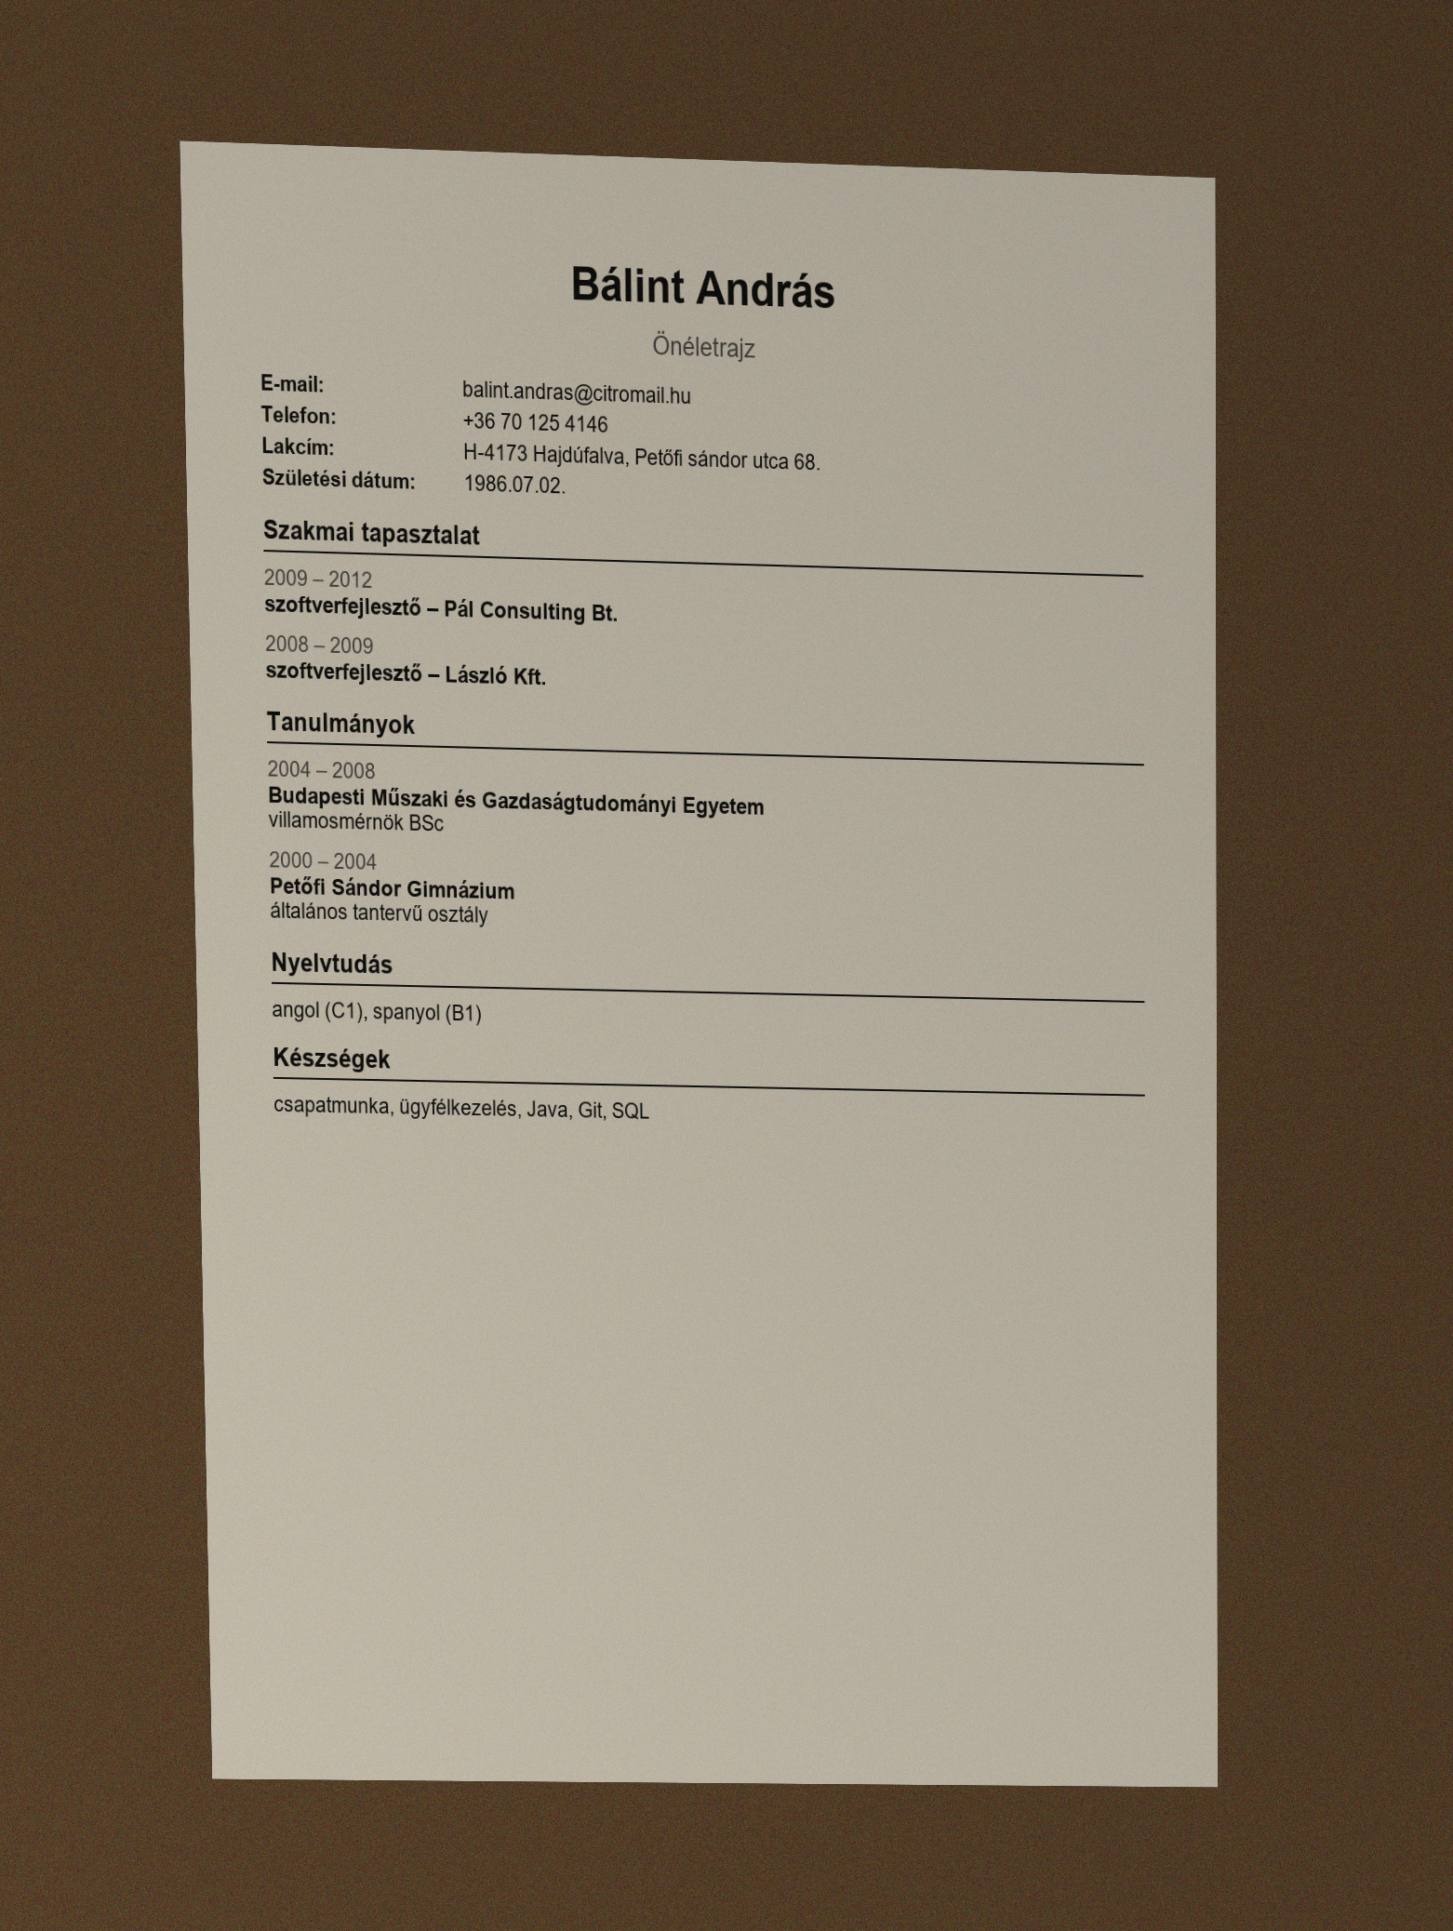 Bálint András
Önéletrajz
E-mail: balint.andras@citromail.hu
Telefon: +36 70 125 4146
Lakcím: H-4173 Hajdúfalva, Petőfi sándor utca 68.
Születési dátum: 1986.07.02.
Szakmai tapasztalat
2009 – 2012
szoftverfejlesztő – Pál Consulting Bt.
2008 – 2009
szoftverfejlesztő – László Kft.
Tanulmányok
2004 – 2008
Budapesti Műszaki és Gazdaságtudományi Egyetem
villamosmérnök BSc
2000 – 2004
Petőfi Sándor Gimnázium
általános tantervű osztály
Nyelvtudás
angol (C1), spanyol (B1)
Készségek
csapatmunka, ügyfélkezelés, Java, Git, SQL